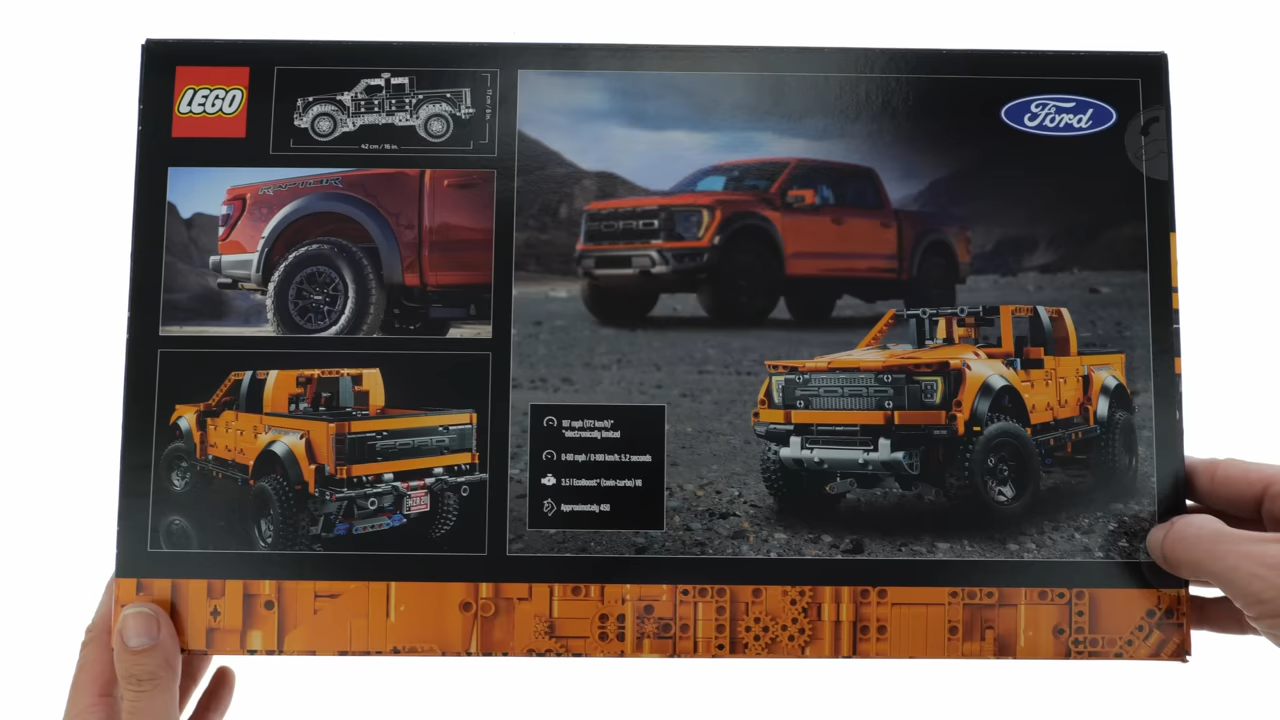 LEGO
17 cm / 6 in.
42 cm / 16 in.
Ford
RAPTOR
FORD
FORD
FORD
107 mph (172 km/h)*
*electronically limited
0-60 mph / 0-100 km/h: 5.2 seconds
3.5 l EcoBoost® (twin-turbo) V6
Approximately 450